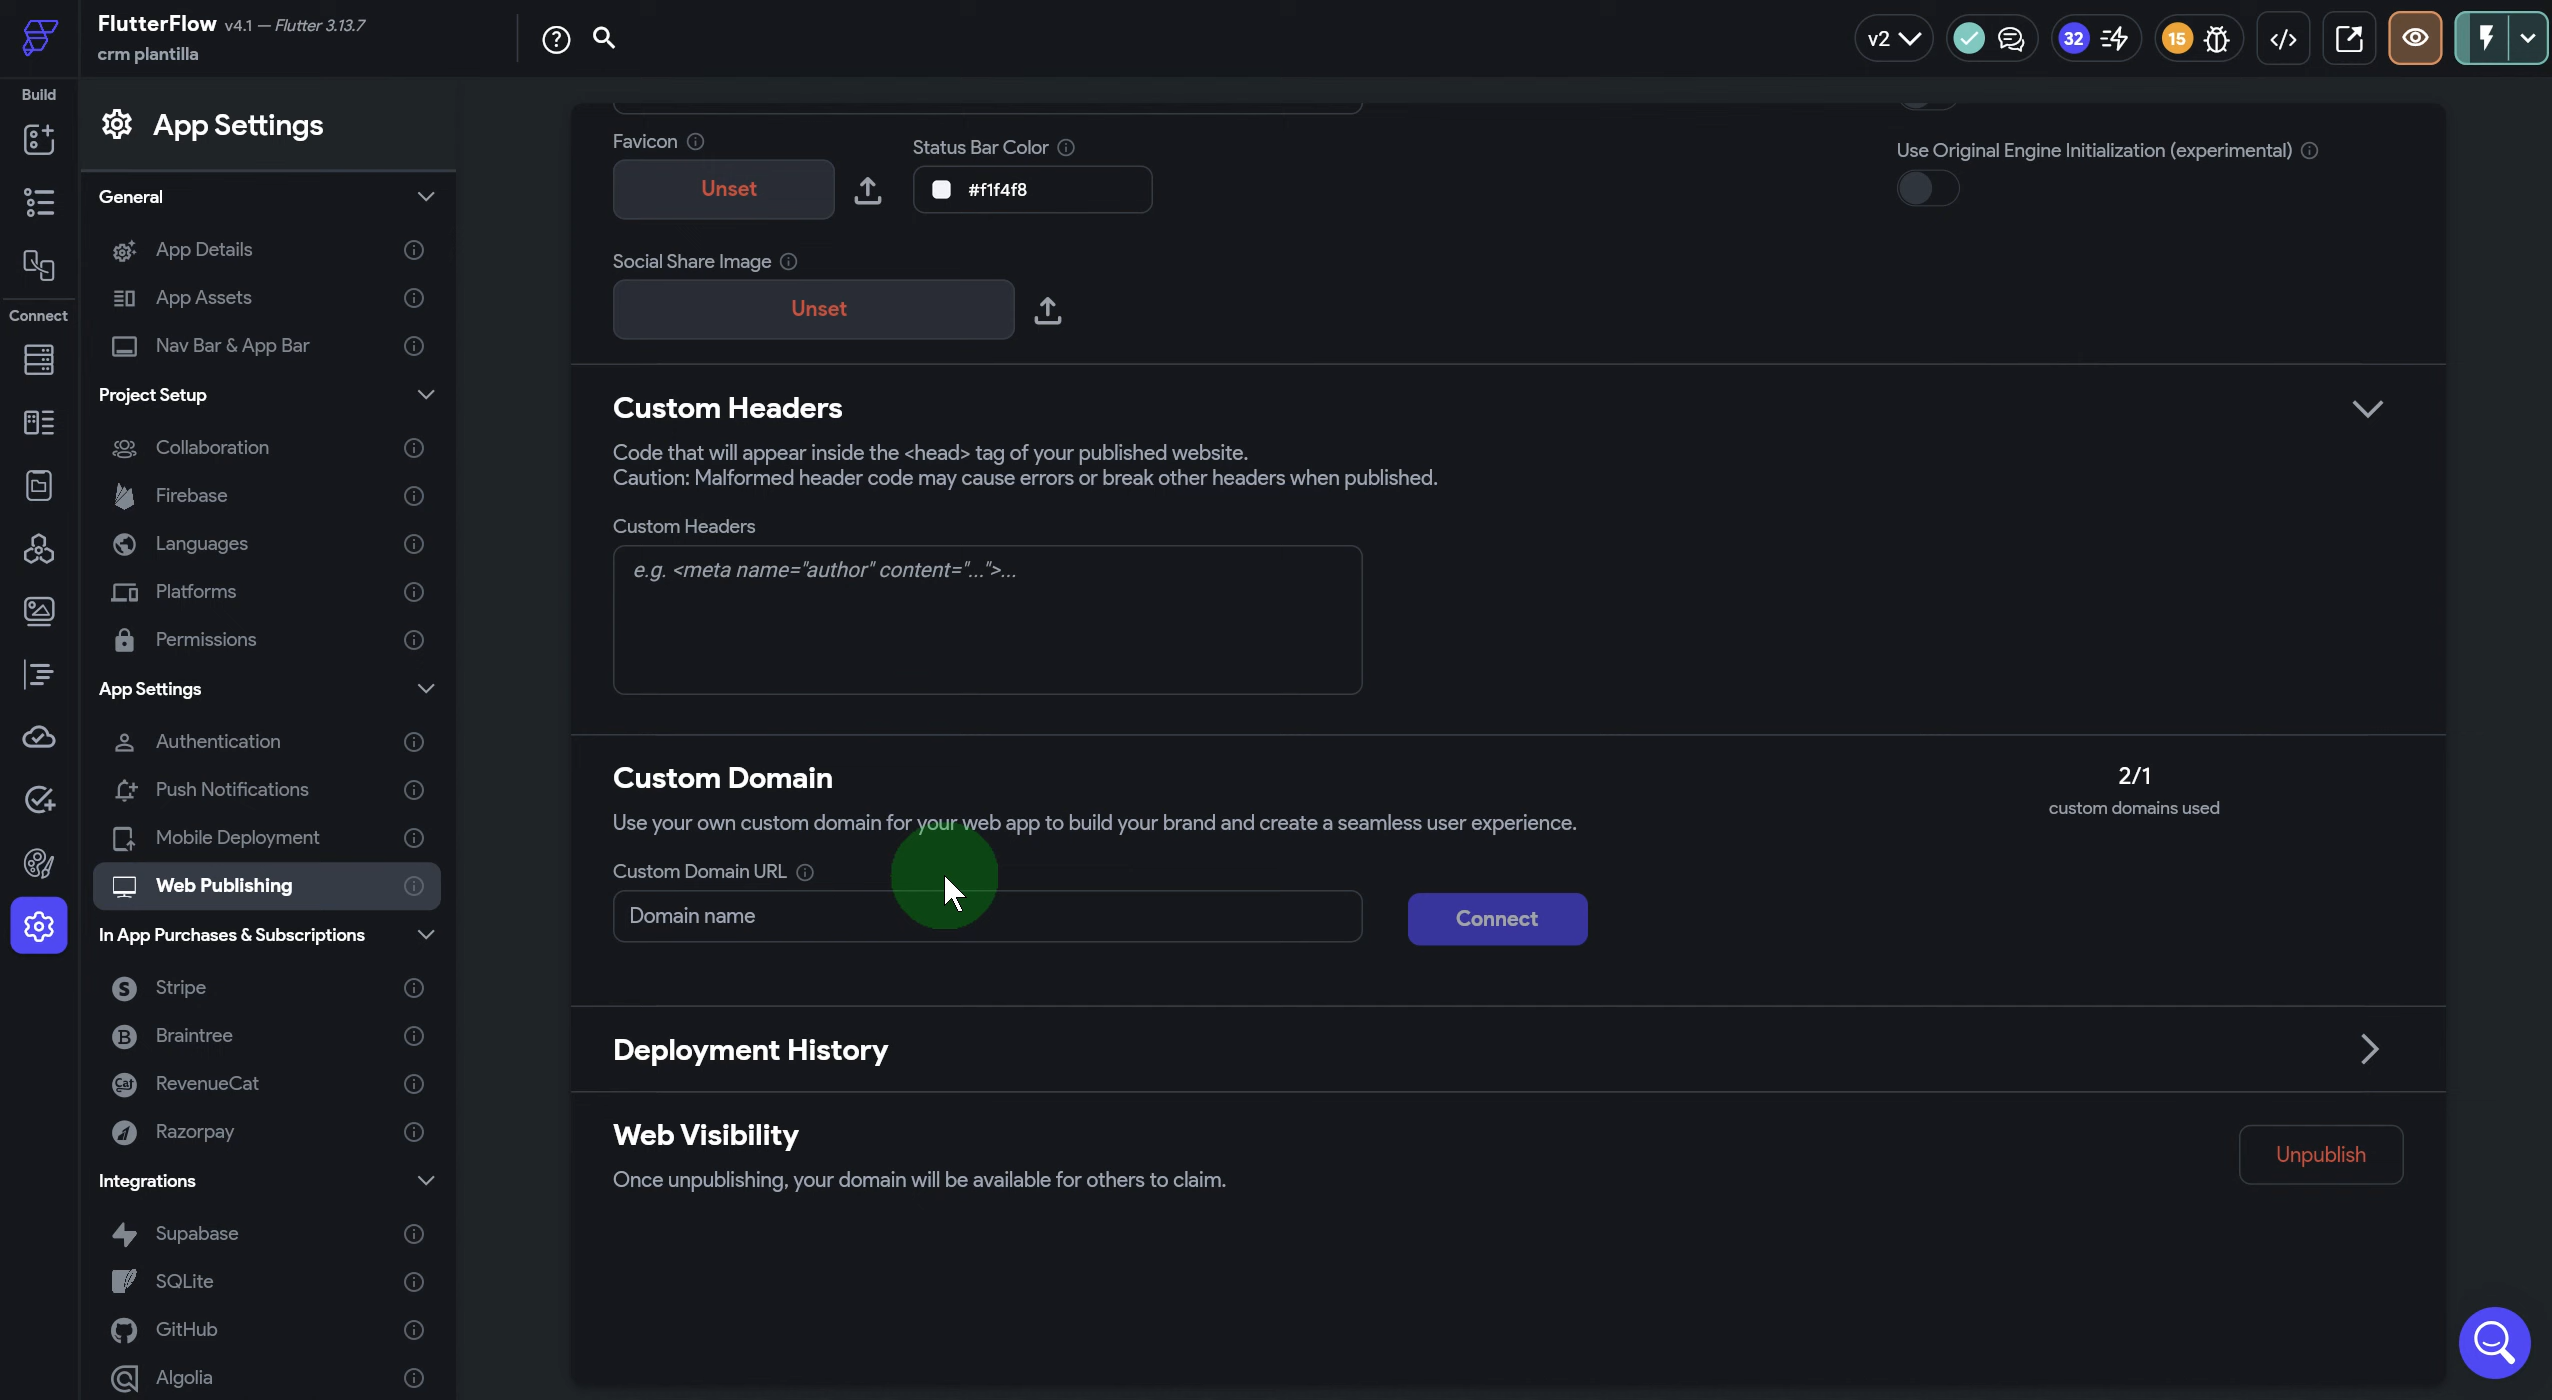 FlutterFlow v4.1 — Flutter 3.13.7
crm plantilla
v2
32
15
Build
Connect
App Settings
General
App Details
App Assets
Nav Bar & App Bar
Project Setup
Collaboration
Firebase
Languages
Platforms
Permissions
App Settings
Authentication
Push Notifications
Mobile Deployment
Web Publishing
In App Purchases & Subscriptions
Stripe
Braintree
RevenueCat
Razorpay
Integrations
Supabase
SQLite
GitHub
Algolia
Favicon
Unset
Status Bar Color
#f1f4f8
Use Original Engine Initialization (experimental)
Social Share Image
Unset
Custom Headers
Code that will appear inside the <head> tag of your published website.
Caution: Malformed header code may cause errors or break other headers when published.
Custom Headers
e.g. <meta name="author" content="...">...
Custom Domain
2/1
custom domains used
Use your own custom domain for your web app to build your brand and create a seamless user experience.
Custom Domain URL
Domain name
Connect
Deployment History
Web Visibility
Unpublish
Once unpublishing, your domain will be available for others to claim.